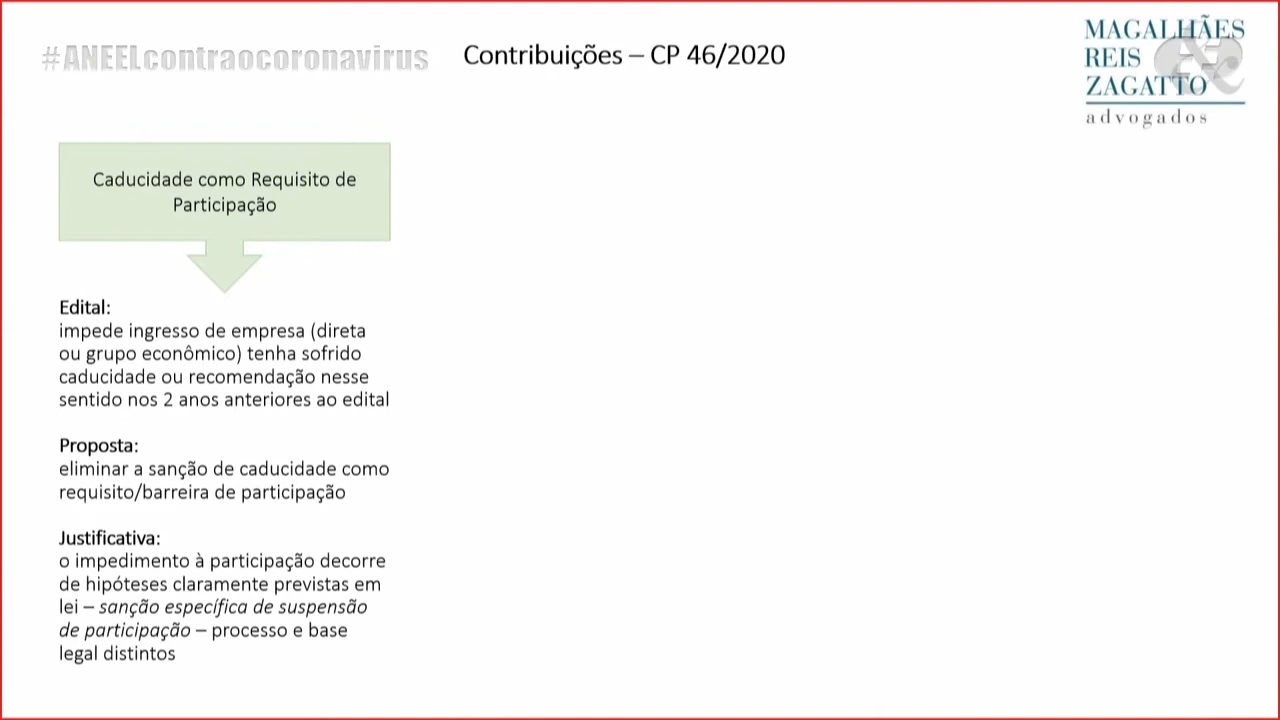 #ANEELcontraocoronavirus
Contribuições – CP 46/2020
MAGALHÃES
REIS
ZAGATTO
advogados
Caducidade como Requisito de
Participação
Edital:
impede ingresso de empresa (direta
ou grupo econômico) tenha sofrido
caducidade ou recomendação nesse
sentido nos 2 anos anteriores ao edital
Proposta:
eliminar a sanção de caducidade como
requisito/barreira de participação
Justificativa:
o impedimento à participação decorre
de hipóteses claramente previstas em
lei – sanção específica de suspensão
de participação – processo e base
legal distintos